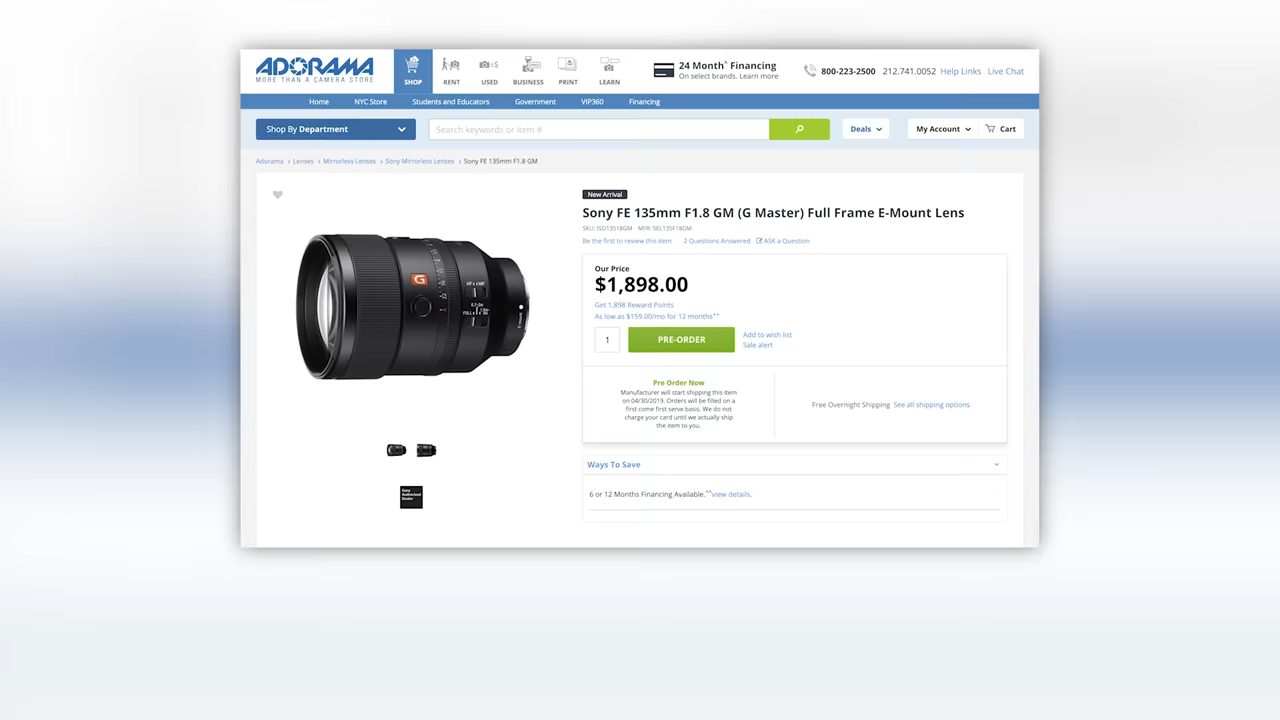 ADORAMA
MORE THAN A CAMERA STORE
SHOP
RENT
USED
BUSINESS
PRINT
LEARN
24 Month^ Financing
On select brands. Learn more
800-223-2500 212.741.0052 Help Links Live Chat
Home NYC Store Students and Educators Government VIP360 Financing
Shop By Department
Search keywords or item #
Deals
My Account
Cart
Adorama › Lenses › Mirrorless Lenses › Sony Mirrorless Lenses › Sony FE 135mm F1.8 GM
New Arrival
Sony FE 135mm F1.8 GM (G Master) Full Frame E-Mount Lens
SKU: ISO13518GM MFR: SEL135F18GM
Be the first to review this item 2 Questions Answered ASK a Question
Our Price
$1,898.00
Get 1,898 Reward Points
As low as $159.00/mo for 12 months**
1
PRE-ORDER
Add to wish list
Sale alert
Pre Order Now
Manufacturer will start shipping this item
on 04/30/2019. Orders will be filled on a
first come first serve basis. We do not
charge your card until we actually ship
the item to you.
Free Overnight Shipping. See all shipping options
G
Sony
Authorized
Dealer
Ways To Save
6 or 12 Months Financing Available.^^view details.